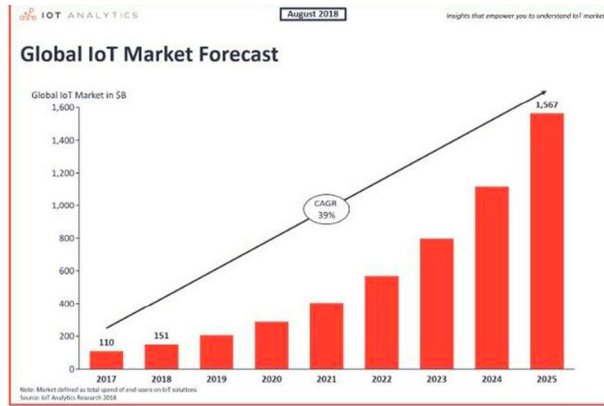 IOT ANALYTICS
August 2018
Insights that empower you to understand IoT market
Global IoT Market Forecast
Global IoT Market in $B
1,600
1,400
1,200
1,000
800
600
400
200
0
1,567
CAGR
39%
110
151
2017 2018 2019 2020 2021 2022 2023 2024 2025
Note: Market defined as total spend of end-users on IoT solutions
Source: IoT Analytics Research 2018